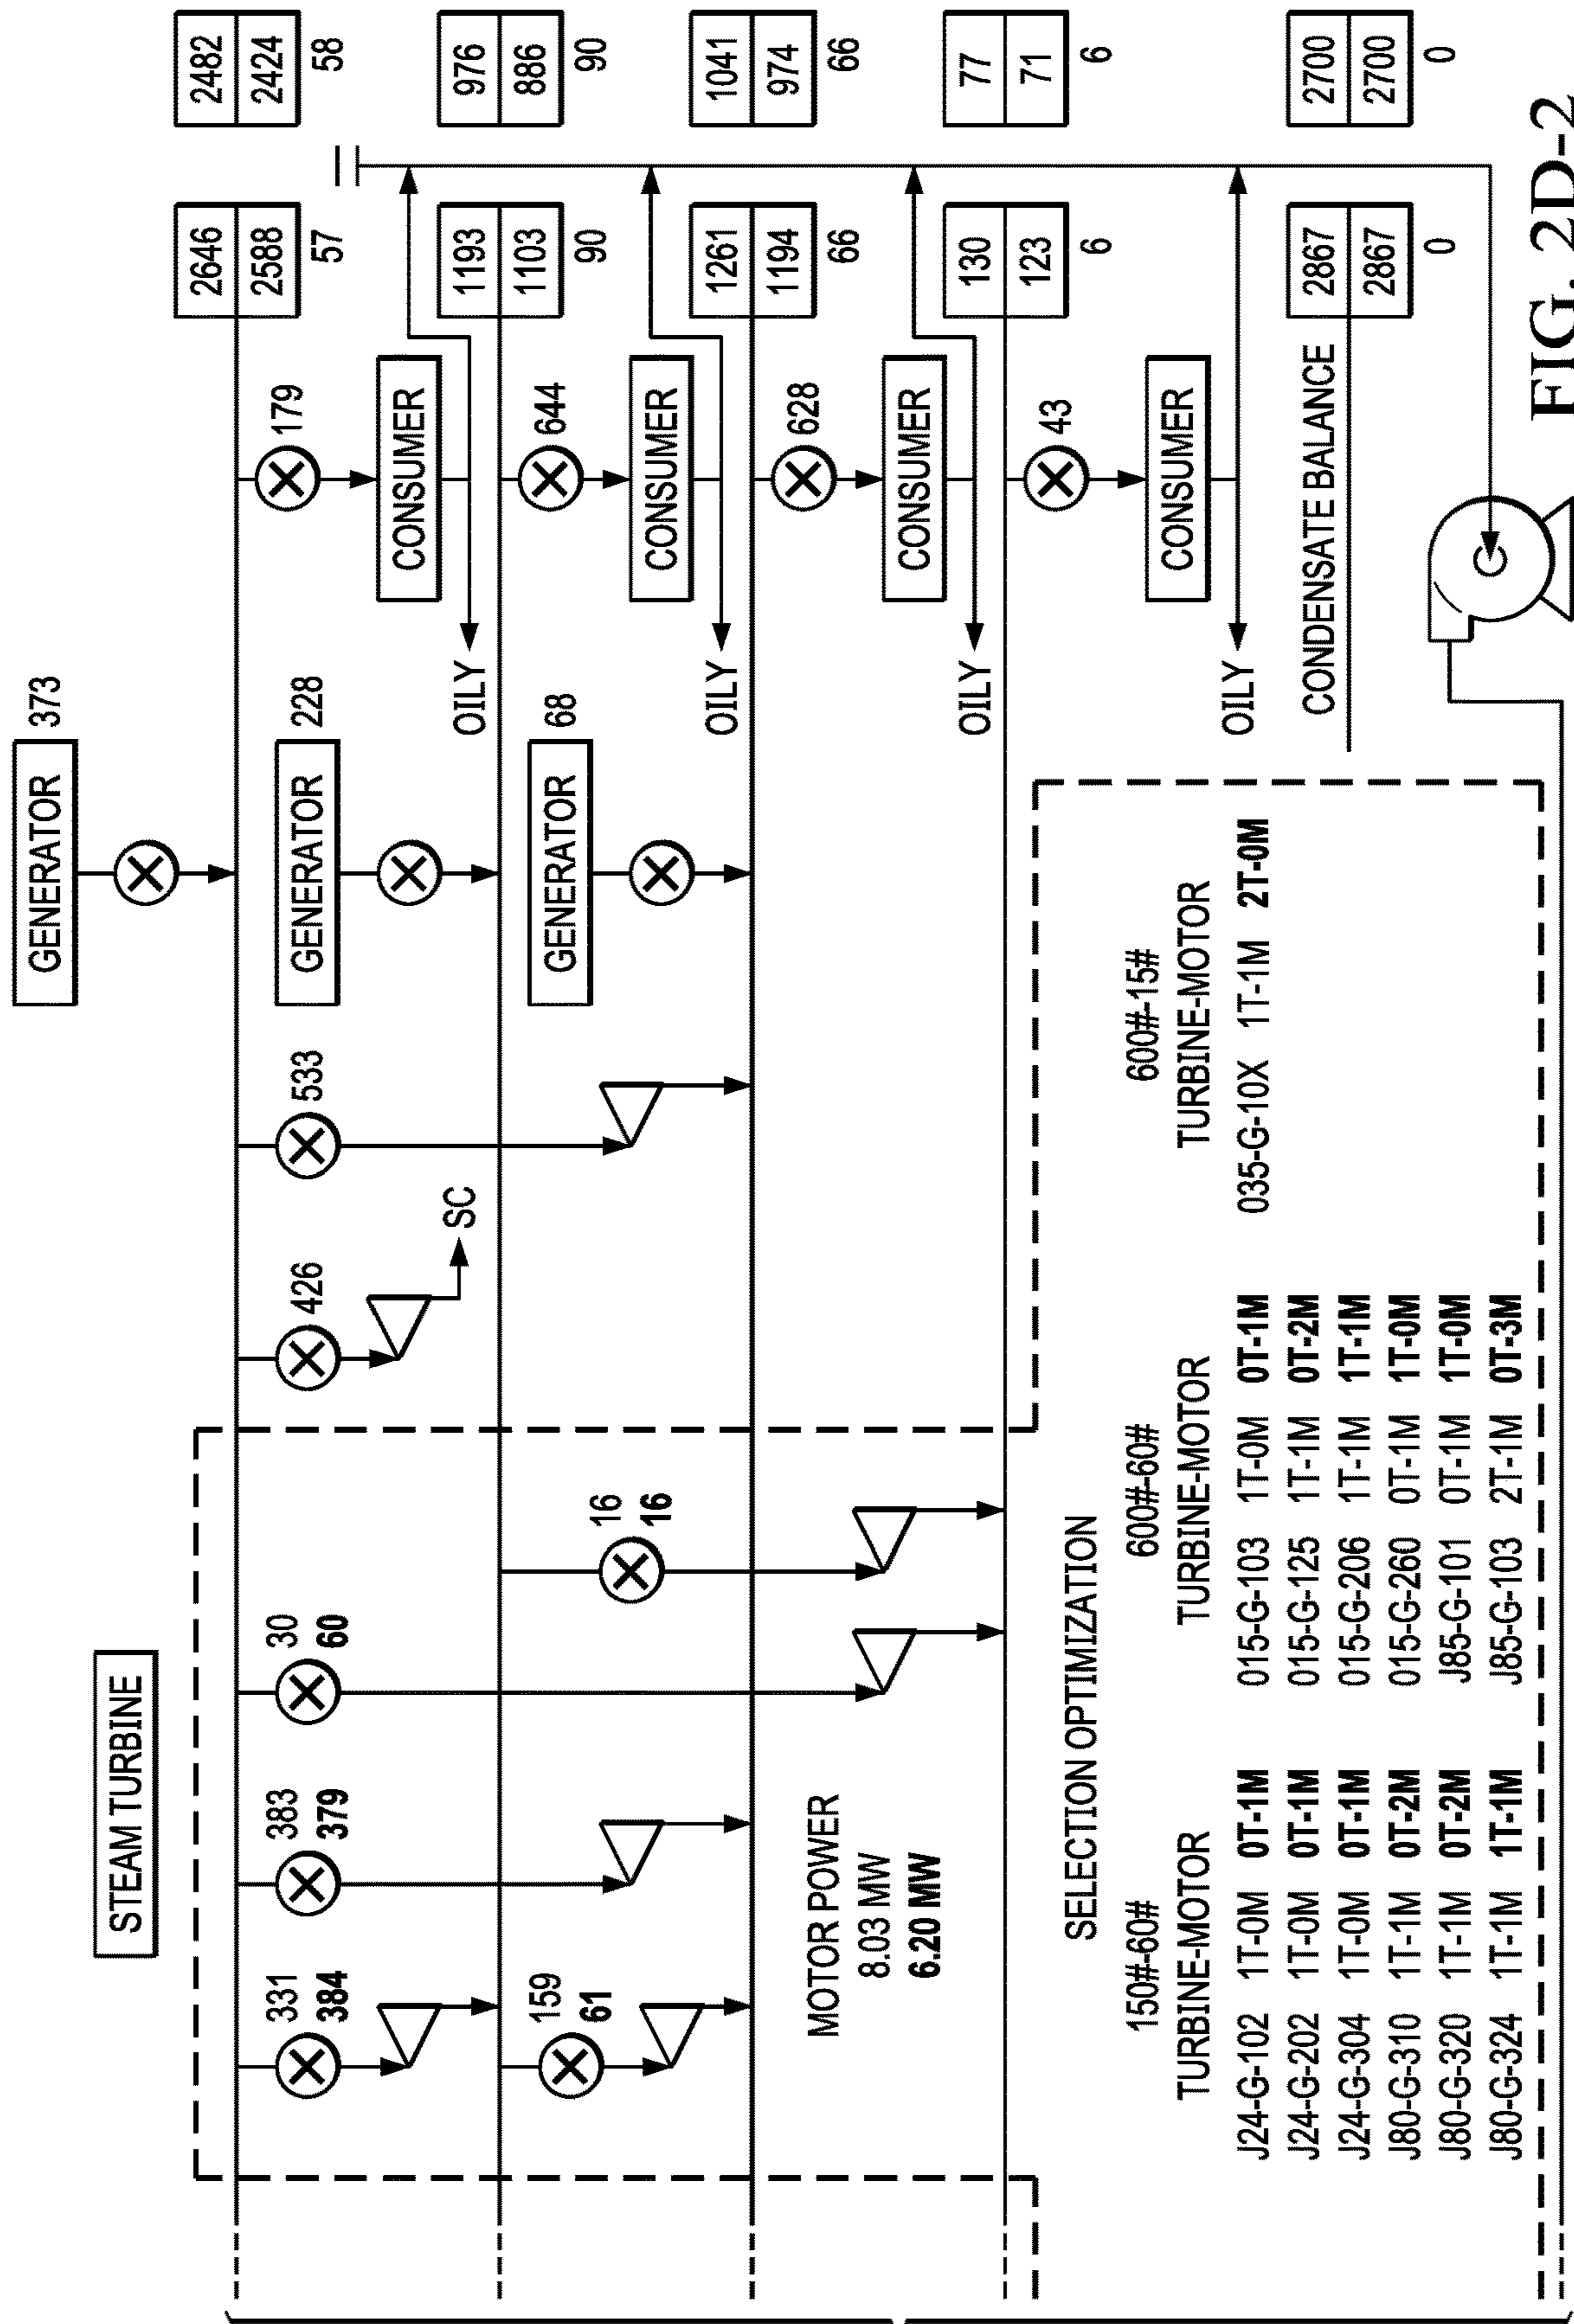 GENERATOR 373
STEAM TURBINE
331
384
383
379
30
60
426
533
179
2646
2588
57
2482
2424
58
SC
GENERATOR 228
CONSUMER
OILY
159
61
16
16
644
1193
1103
90
976
886
90
GENERATOR 68
CONSUMER
OILY
628
1261
1194
66
1041
974
66
MOTOR POWER
8.03 MW
6.20 MW
CONSUMER
OILY
43
130
123
6
77
71
6
CONSUMER
OILY
CONDENSATE BALANCE
2867
2867
0
2700
2700
0
SELECTION OPTIMIZATION
150#-60#
TURBINE-MOTOR
J24-G-102 1T-0M 0T-1M
J24-G-202 1T-0M 0T-1M
J24-G-304 1T-0M 0T-1M
J80-G-310 1T-1M 0T-2M
J80-G-320 1T-1M 0T-2M
J80-G-324 1T-1M 1T-1M
600#-60#
TURBINE-MOTOR
015-G-103 1T-0M 0T-1M
015-G-125 1T-1M 0T-2M
015-G-206 1T-1M 1T-1M
015-G-260 0T-1M 1T-0M
J85-G-101 0T-1M 1T-0M
J85-G-103 2T-1M 0T-3M
600#-15#
TURBINE-MOTOR
035-G-10X 1T-1M 2T-0M
FIG. 2D-2